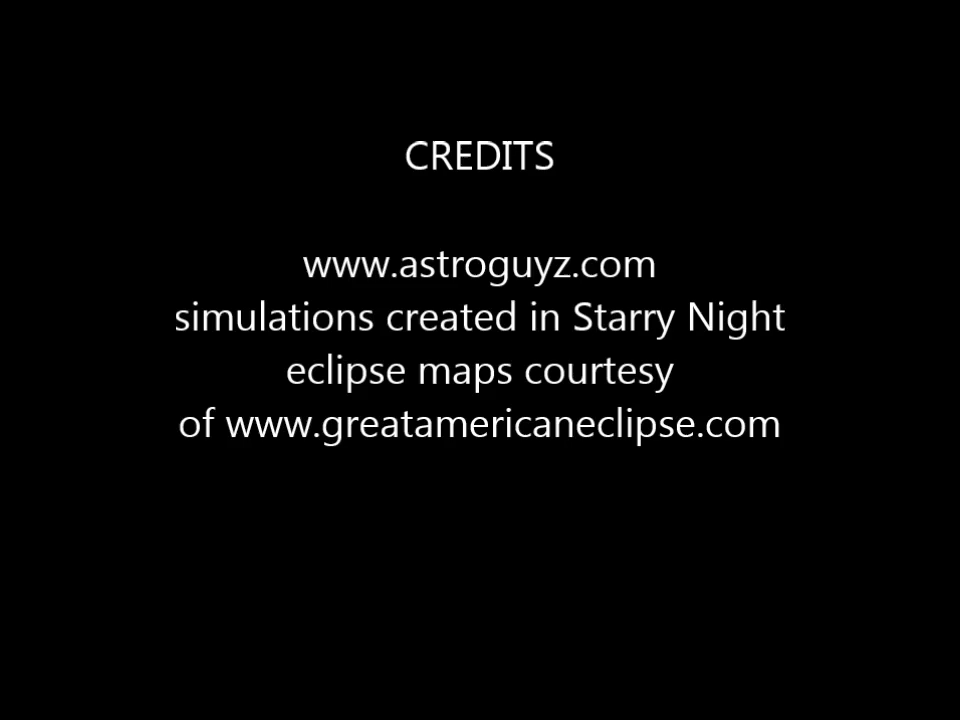 CREDITS
www.astroguyz.com
simulations created in Starry Night
eclipse maps courtesy
of www.greatamericaneclipse.com